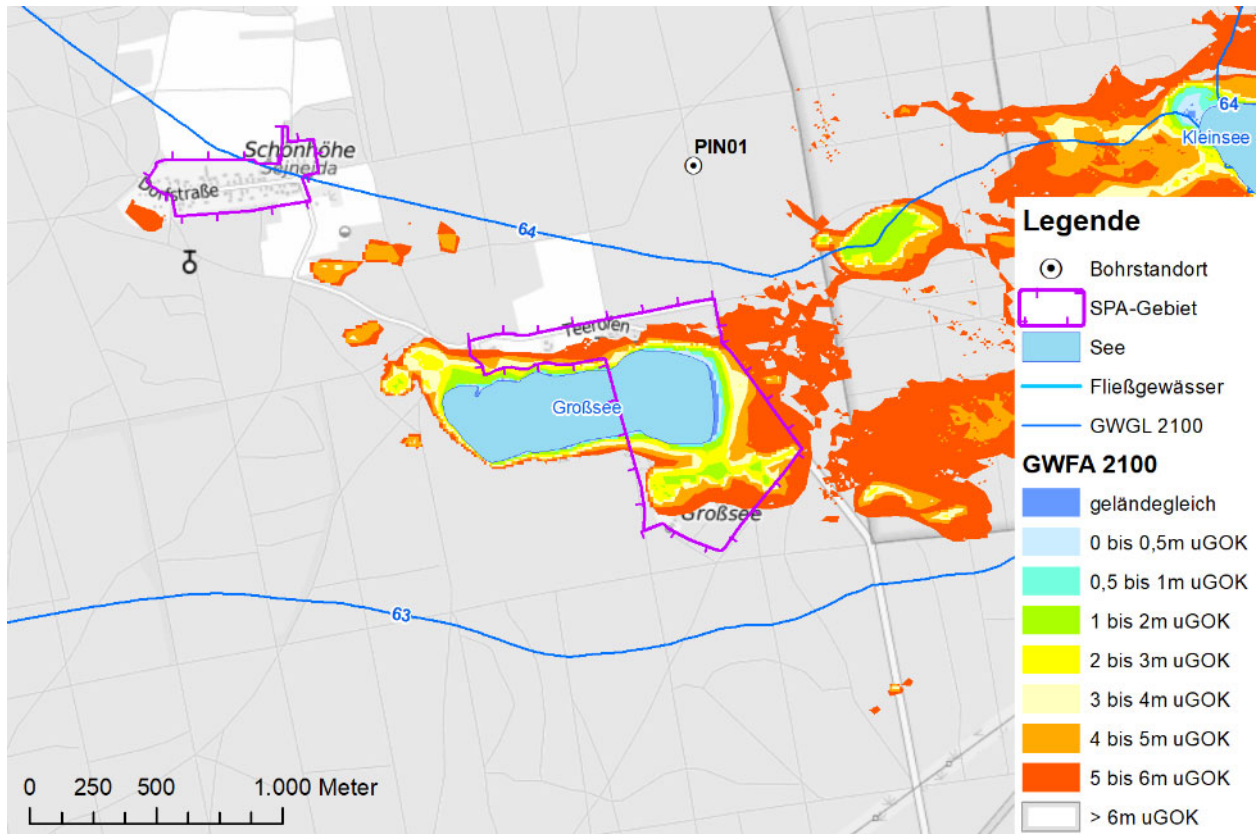 PIN01
64
Kleinsee
Schönhöhe
Sejneida
Dorfstraße
64
Teerofen
Großsee
Großsee
63
Legende
Bohrstandort
SPA-Gebiet
See
Fließgewässer
GWGL 2100
GWFA 2100
geländegleich
0 bis 0,5m uGOK
0,5 bis 1m uGOK
1 bis 2m uGOK
2 bis 3m uGOK
3 bis 4m uGOK
4 bis 5m uGOK
5 bis 6m uGOK
> 6m uGOK
0 250 500 1.000 Meter